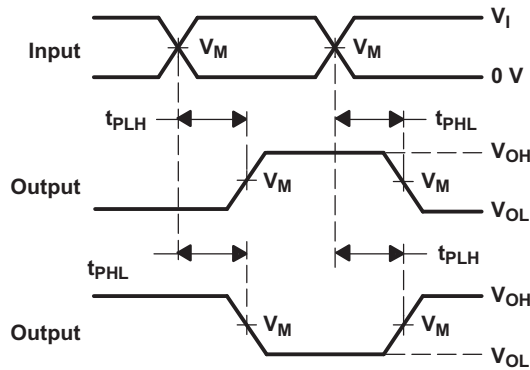 Input
V_I
V_M
V_M
0 V
t_PLH
t_PHL
V_OH
Output
V_M
V_M
V_OL
t_PHL
t_PLH
V_OH
Output
V_M
V_M
V_OL